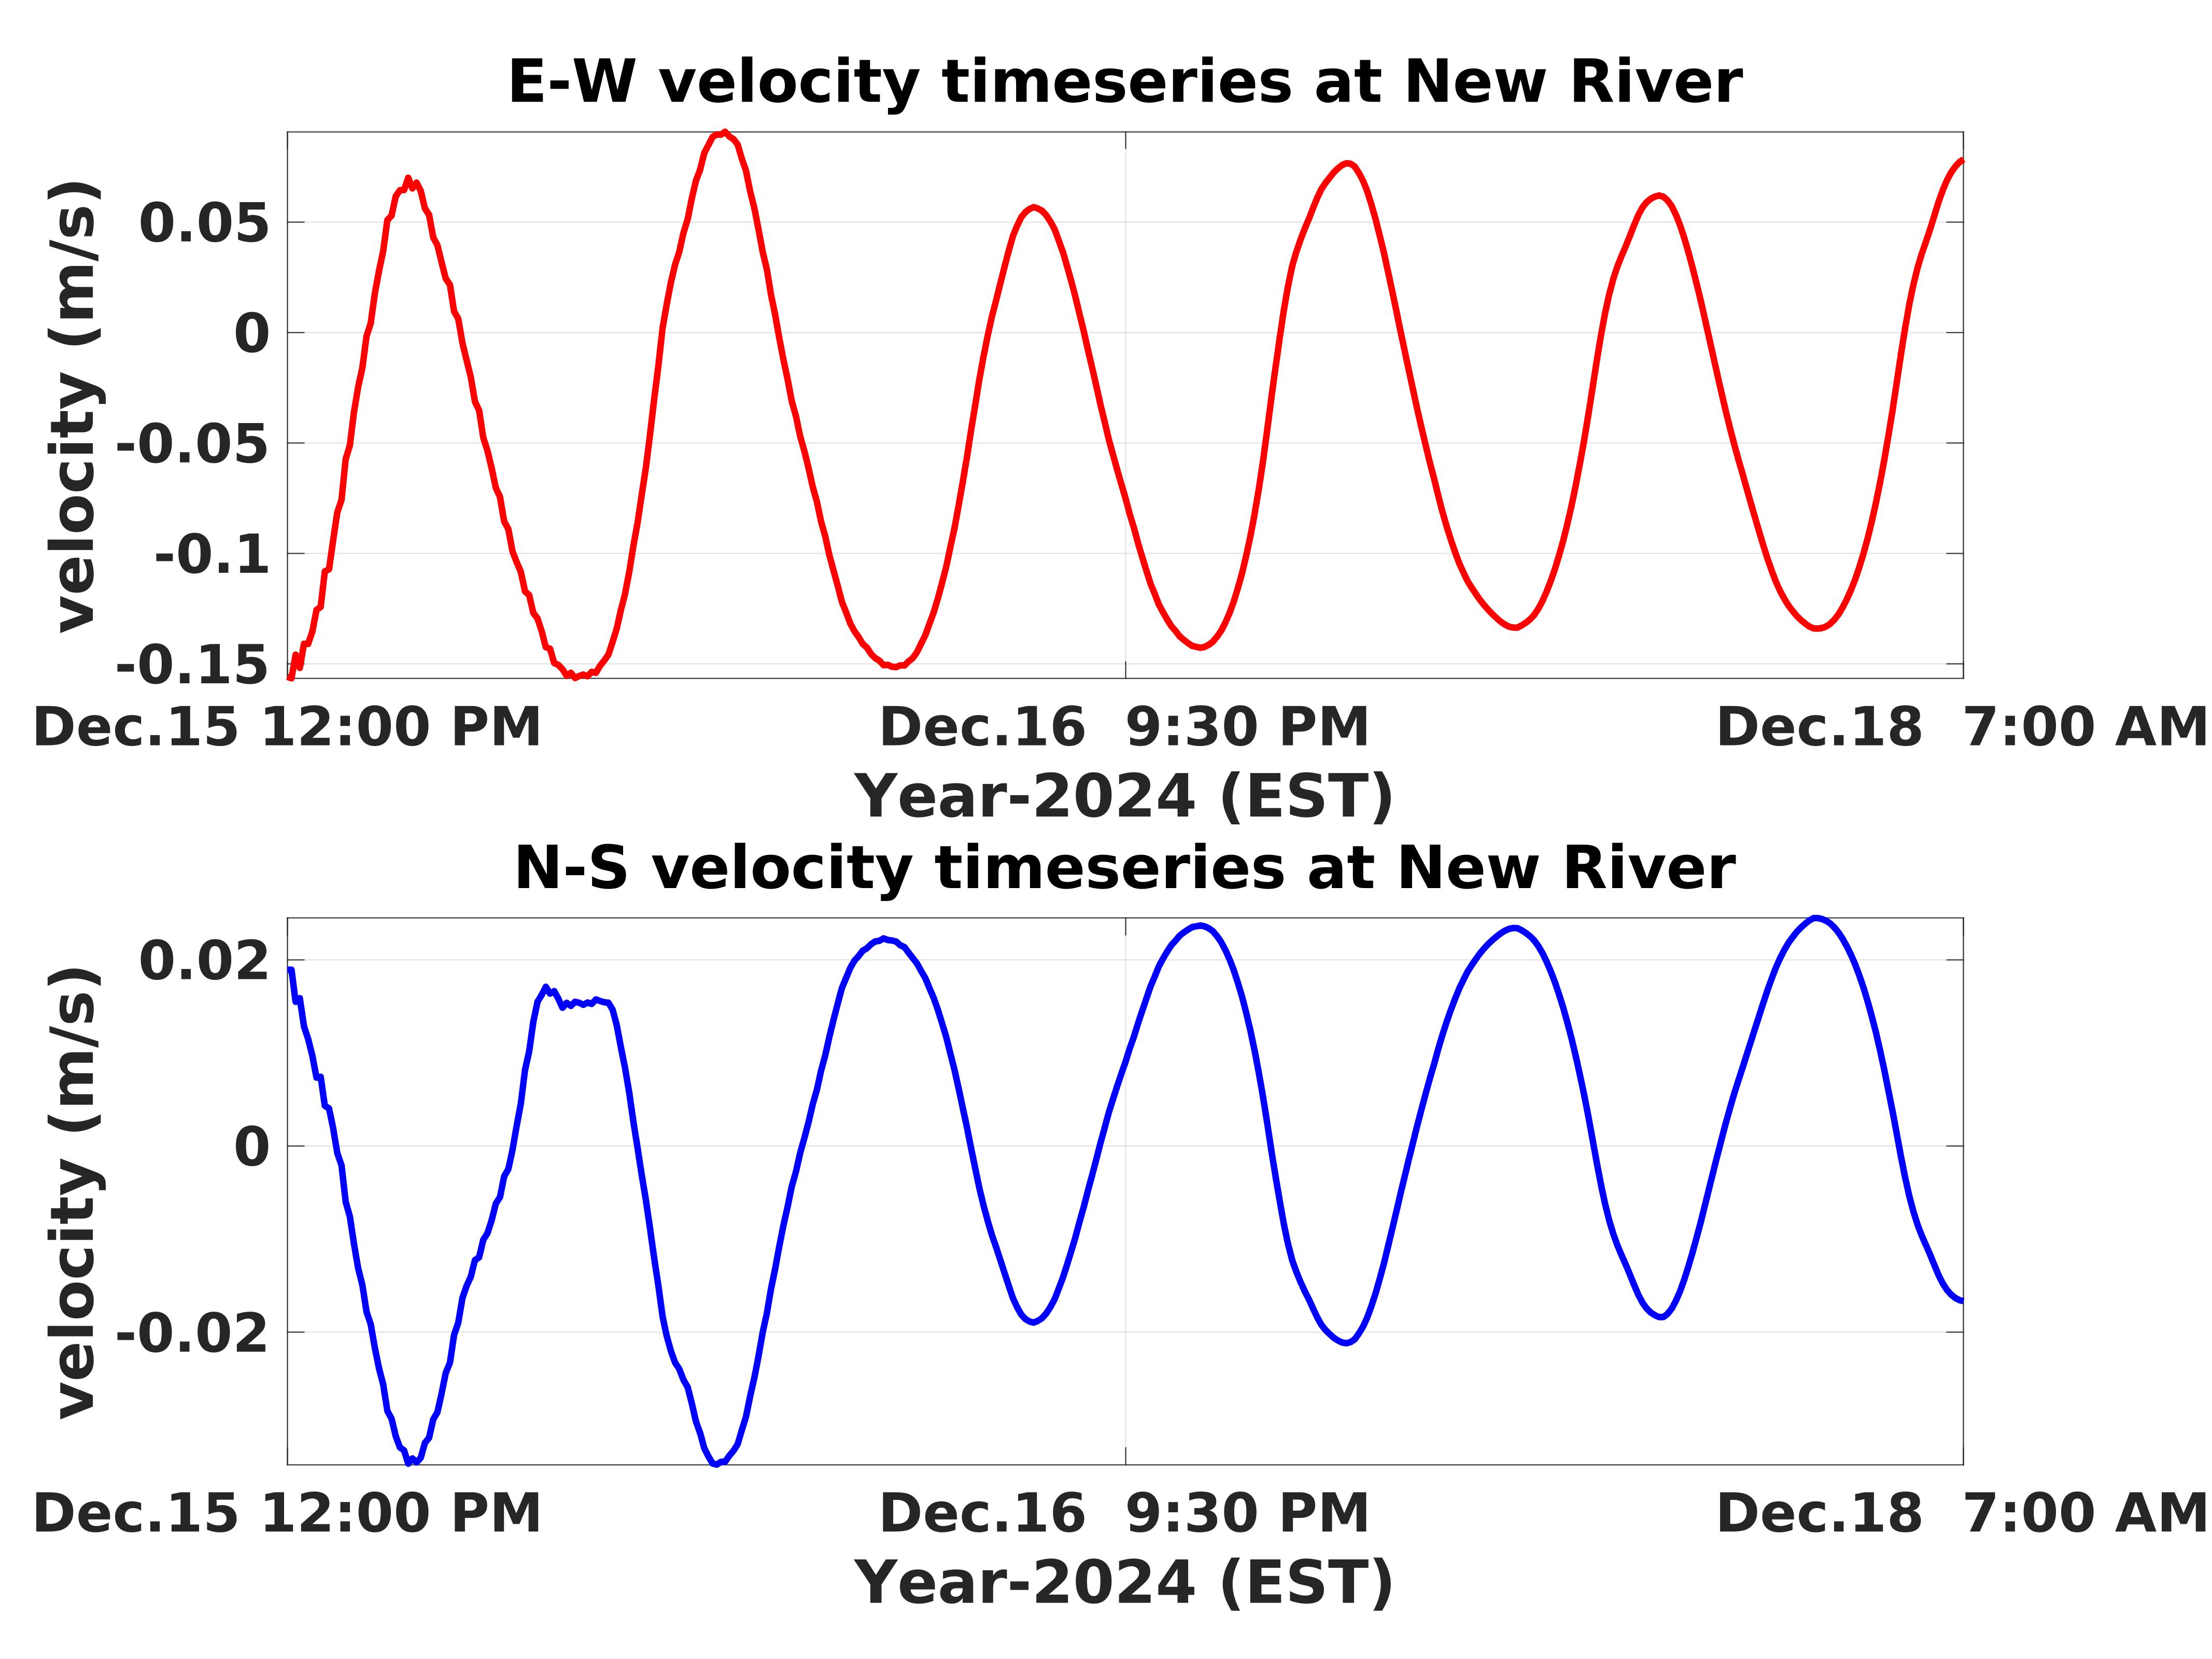 E-W velocity timeseries at New River
velocity (m/s)
0.05
0
-0.05
-0.1
-0.15
Dec.15 12:00 PM
Dec.16 9:30 PM
Dec.18 7:00 AM
Year-2024 (EST)
N-S velocity timeseries at New River
velocity (m/s)
0.02
0
-0.02
Dec.15 12:00 PM
Dec.16 9:30 PM
Dec.18 7:00 AM
Year-2024 (EST)